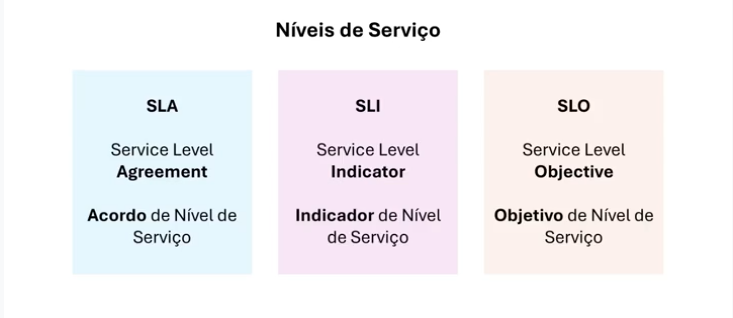 Níveis de Serviço
SLA
Service Level
Agreement
Acordo de Nível de
Serviço
SLI
Service Level
Indicator
Indicador de Nível
de Serviço
SLO
Service Level
Objective
Objetivo de Nível de
Serviço